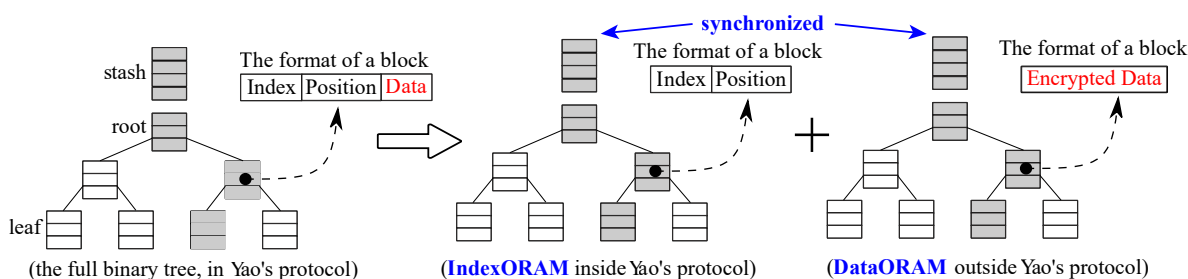 synchronized
The format of a block
Index Position Data
stash
root
leaf
(the full binary tree, in Yao's protocol)
The format of a block
Index Position
(IndexORAM inside Yao's protocol)
+
The format of a block
Encrypted Data
(DataORAM outside Yao's protocol)